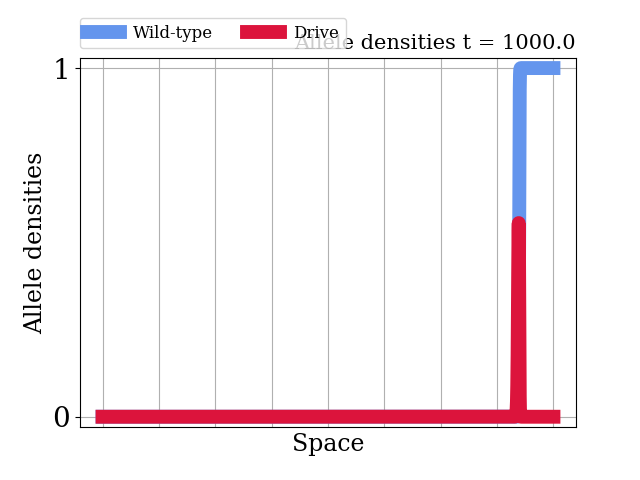 Wild-type Drive
Allele densities t = 1000.0
1
Allele densities
0
Space